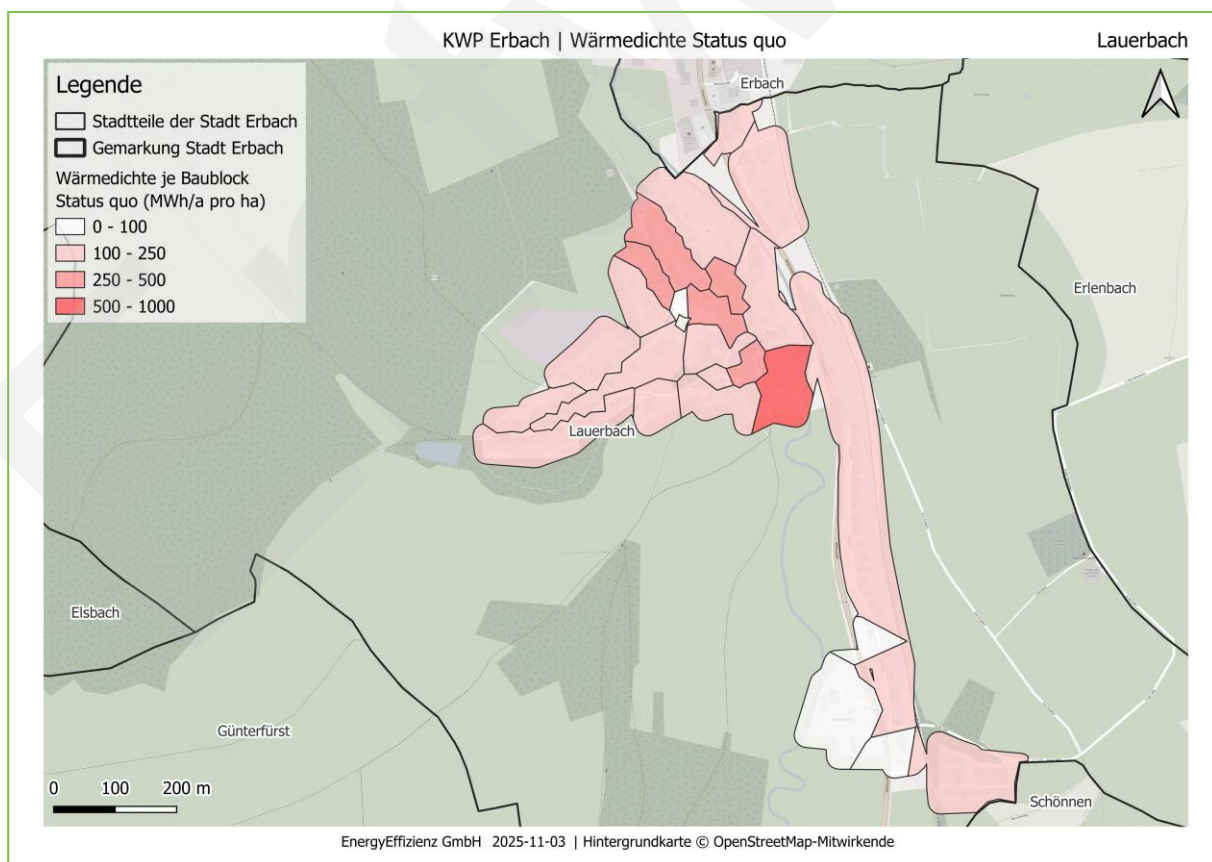 KWP Erbach | Wärmedichte Status quo
Lauerbach
Legende
Stadtteile der Stadt Erbach
Gemarkung Stadt Erbach
Wärmedichte je Baublock
Status quo (MWh/a pro ha)
0 - 100
100 - 250
250 - 500
500 - 1000
Erbach
Erlenbach
Lauerbach
Elsbach
Günterfürst
Schönnen
0 100 200 m
EnergyEffizienz GmbH 2025-11-03 | Hintergrundkarte © OpenStreetMap-Mitwirkende